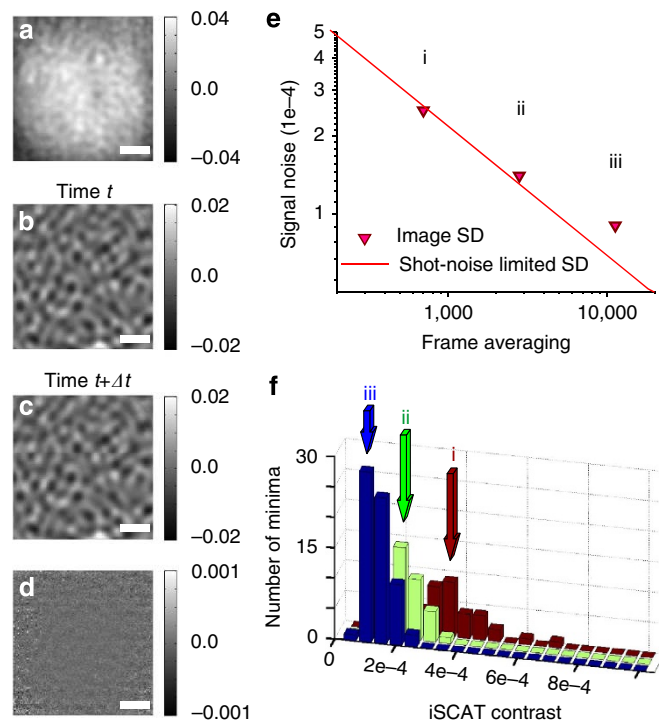 a
0.04
0.0
−0.04
Time t
b
0.02
0.0
−0.02
Time t+Δt
c
0.02
0.0
−0.02
d
0.001
0.0
−0.001
e
5
4
3
2
1
Signal noise (1e−4)
i
ii
iii
Image SD
Shot-noise limited SD
1,000
10,000
Frame averaging
f
iii
ii
i
30
15
0
Number of minima
0
2e−4
4e−4
6e−4
8e−4
iSCAT contrast